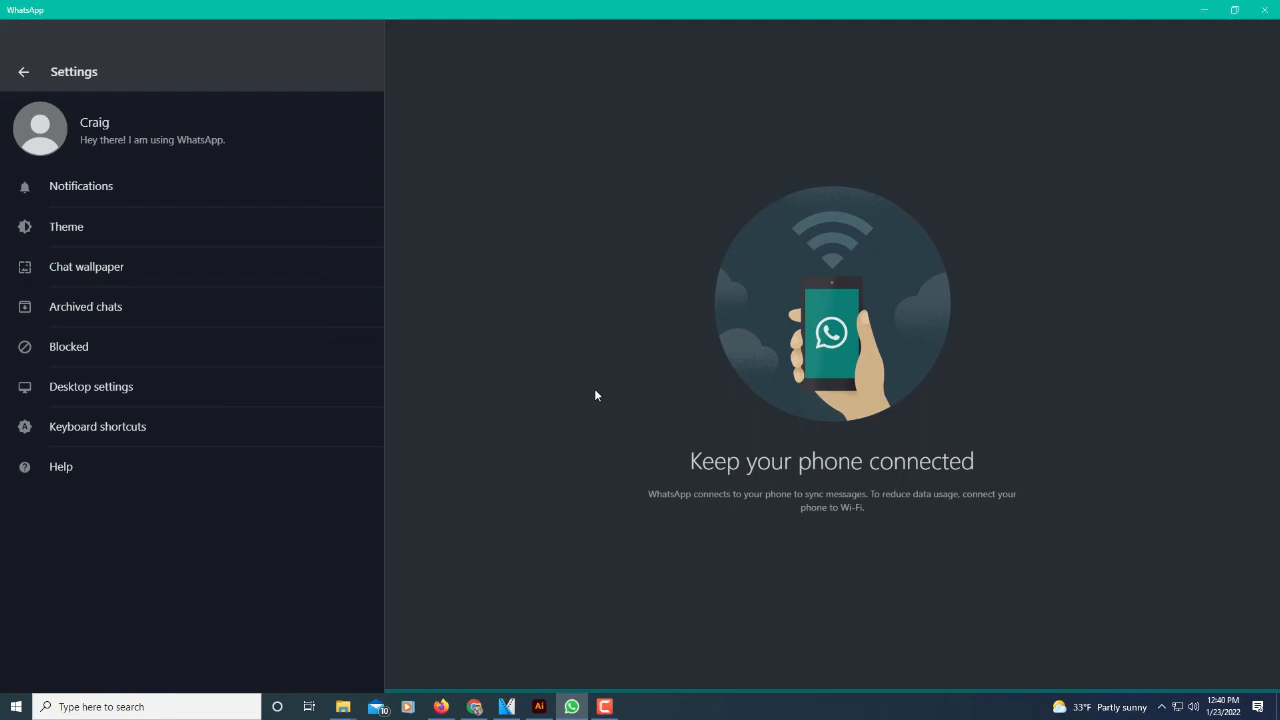 WhatsApp
Settings
Craig
Hey there! I am using WhatsApp.
Notifications
Theme
Chat wallpaper
Archived chats
Blocked
Desktop settings
Keyboard shortcuts
Help
Keep your phone connected
WhatsApp connects to your phone to sync messages. To reduce data usage, connect your
phone to Wi-Fi.
Type here to search
10
Ai
33°F Partly sunny
12:40 PM
1/23/2022